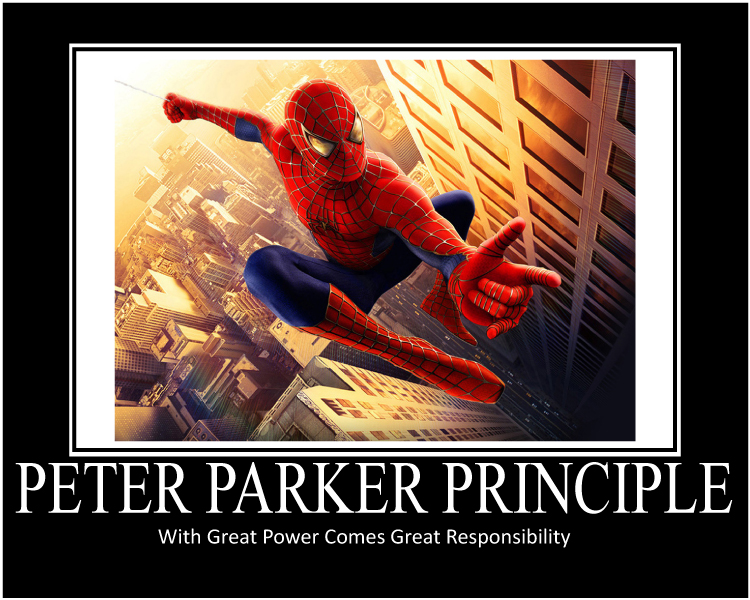 PETER PARKER PRINCIPLE
With Great Power Comes Great Responsibility